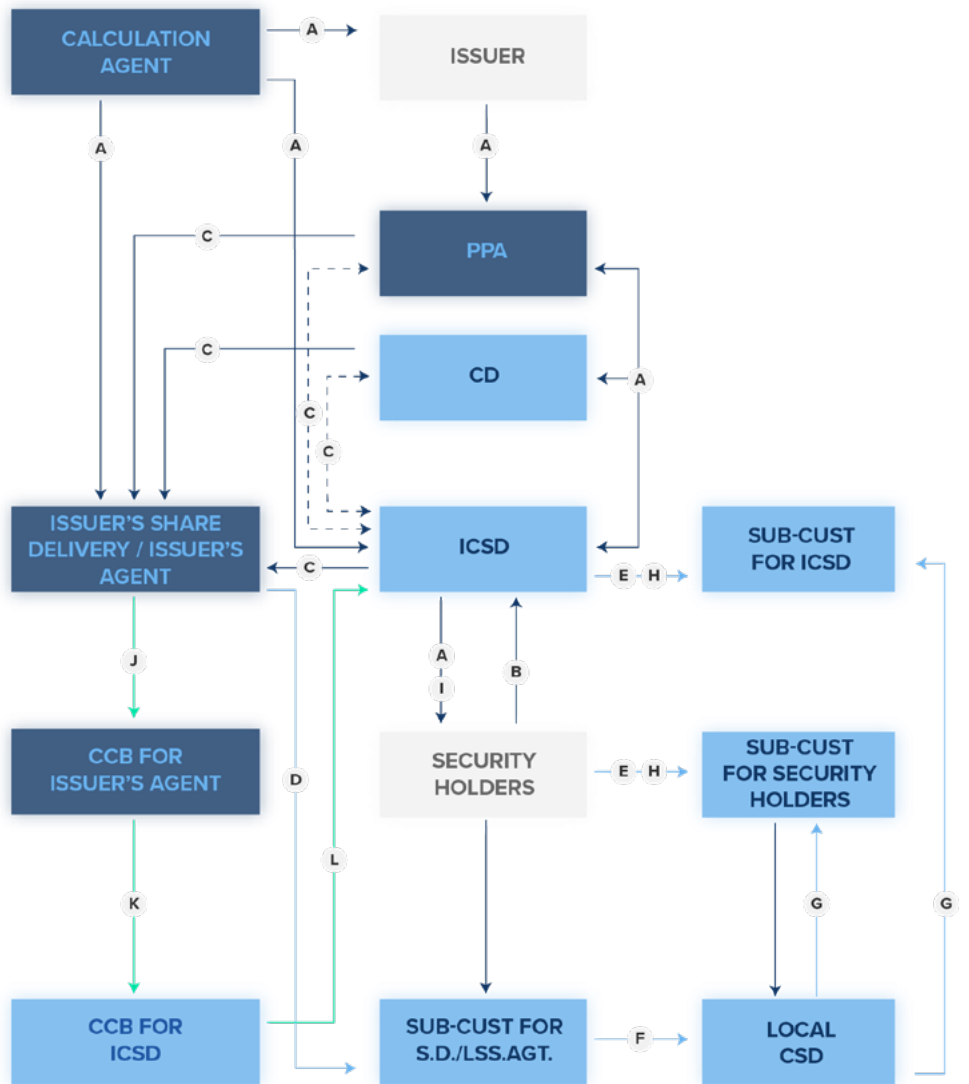 CALCULATION
AGENT
A
ISSUER
A
A
A
C
PPA
C
CD
A
C
C
ISSUER'S SHARE
DELIVERY / ISSUER'S
AGENT
C
ICSD
E
H
SUB-CUST
FOR ICSD
J
A
I
B
CCB FOR
ISSUER'S AGENT
D
SECURITY
HOLDERS
E
H
SUB-CUST
FOR SECURITY
HOLDERS
L
K
G
G
CCB FOR
ICSD
SUB-CUST FOR
S.D./LSS.AGT.
F
LOCAL
CSD